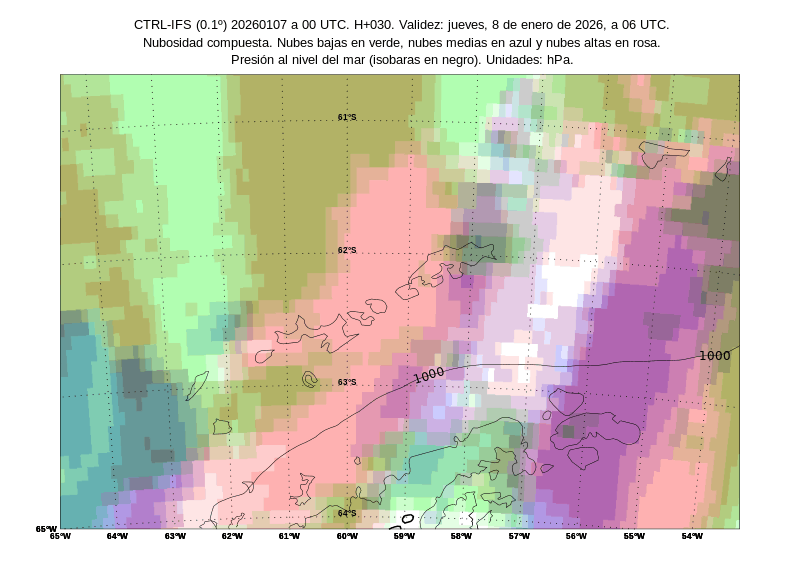 CTRL-IFS (0.1º) 20260107 a 00 UTC. H+030. Validez: jueves, 8 de enero de 2026, a 06 UTC.
Nubosidad compuesta. Nubes bajas en verde, nubes medias en azul y nubes altas en rosa.
Presión al nivel del mar (isobaras en negro). Unidades: hPa.
61°S
62°S
1000
1000
63°S
64°S
65°W
65°W 64°W 63°W 62°W 61°W 60°W 59°W 58°W 57°W 56°W 55°W 54°W